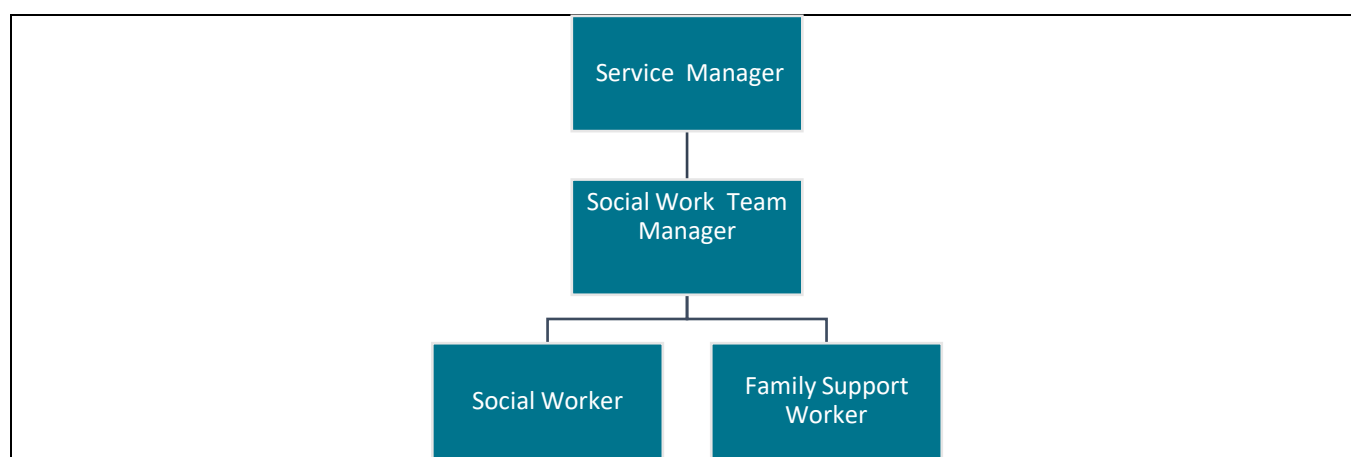 Service Manager
Social Work Team
Manager
Social Worker
Family Support
Worker